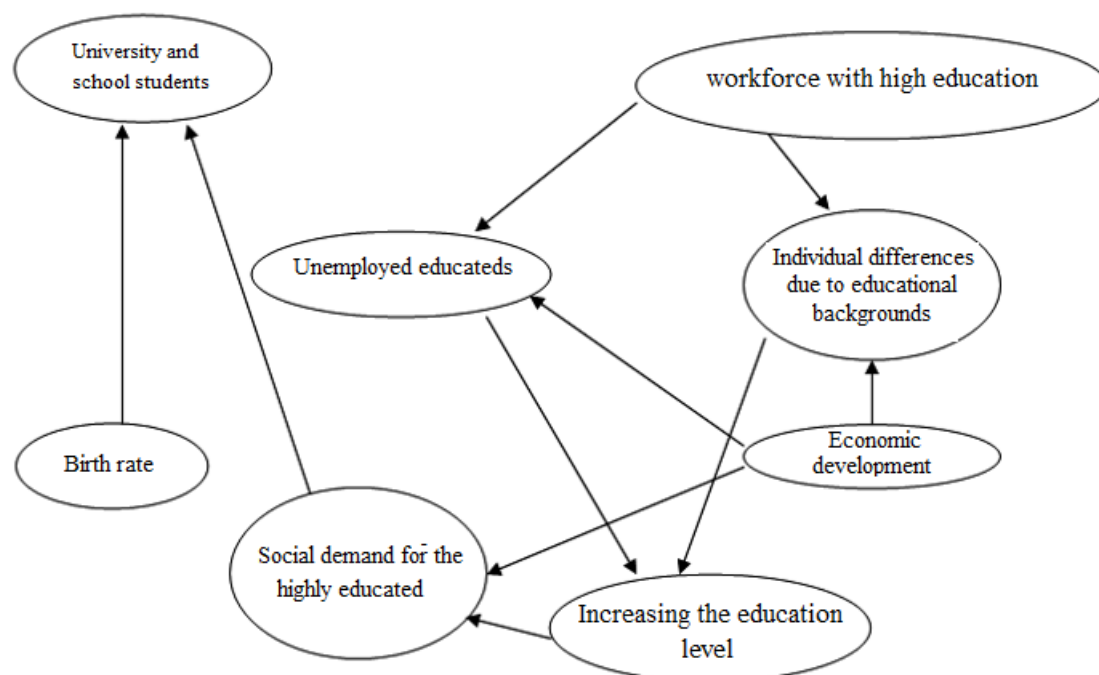 University and
school students
workforce with high education
Unemployed educateds
Individual differences
due to educational
backgrounds
Birth rate
Economic
development
Social demand for the
highly educated
Increasing the education
level